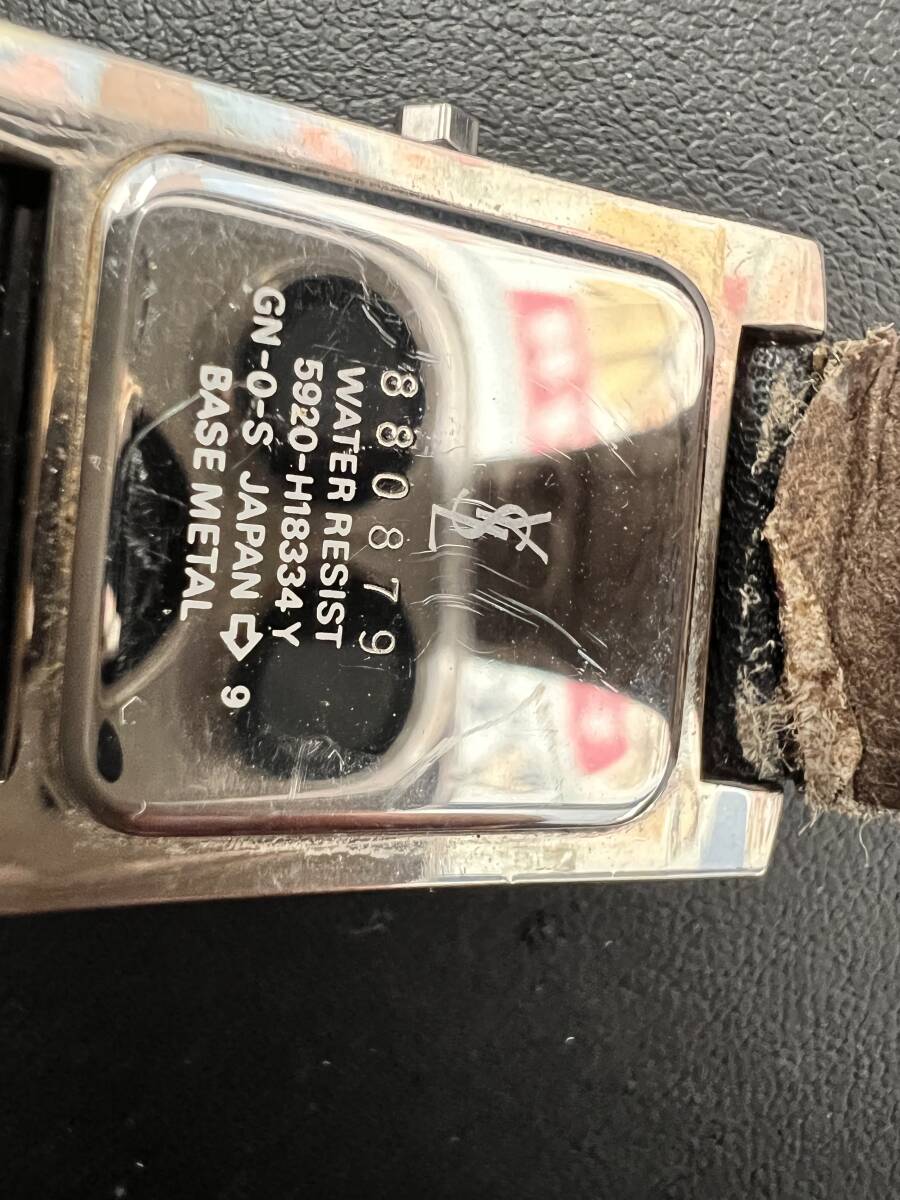 YSL
880879
WATER RESIST
5920-H18334 Y
GN-0-S JAPAN 9
BASE METAL